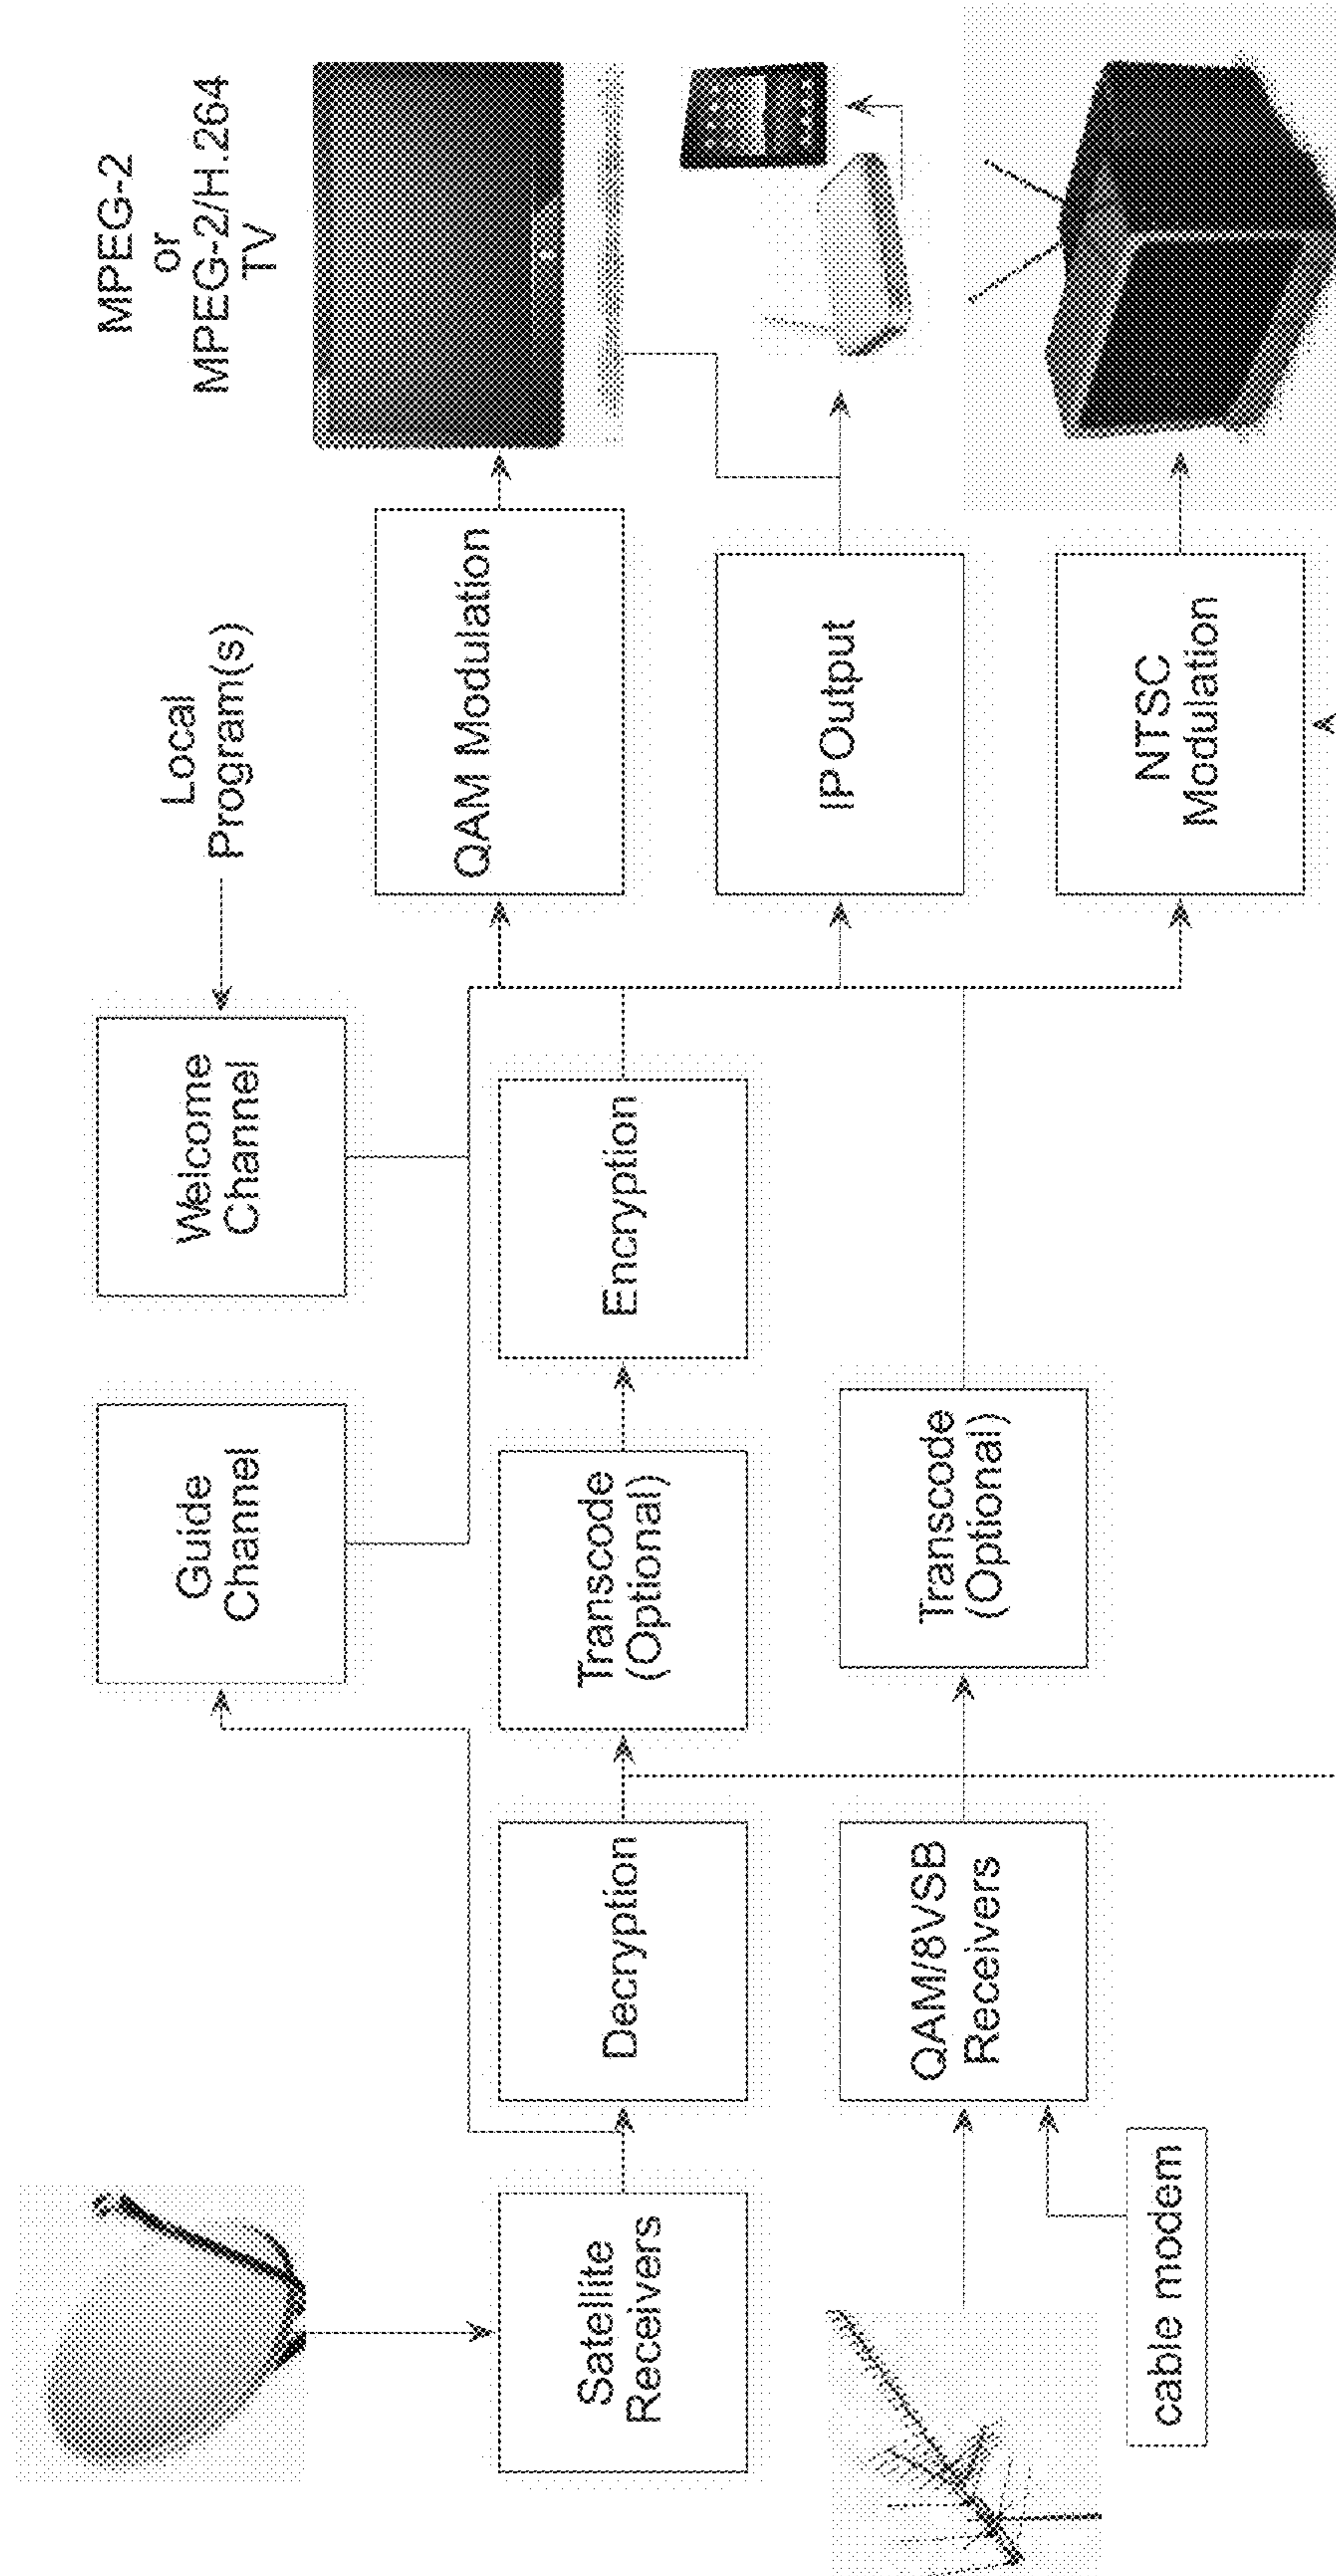 MPEG-2
or
MPEG-2/H.264
TV
Local
Program(s)
Guide
Channel
Welcome
Channel
QAM Modulation
Satellite
Receivers
Decryption
Transcode
(Optional)
Encryption
IP Output
QAM/8VSB
Receivers
Transcode
(Optional)
NTSC
Modulation
cable modem